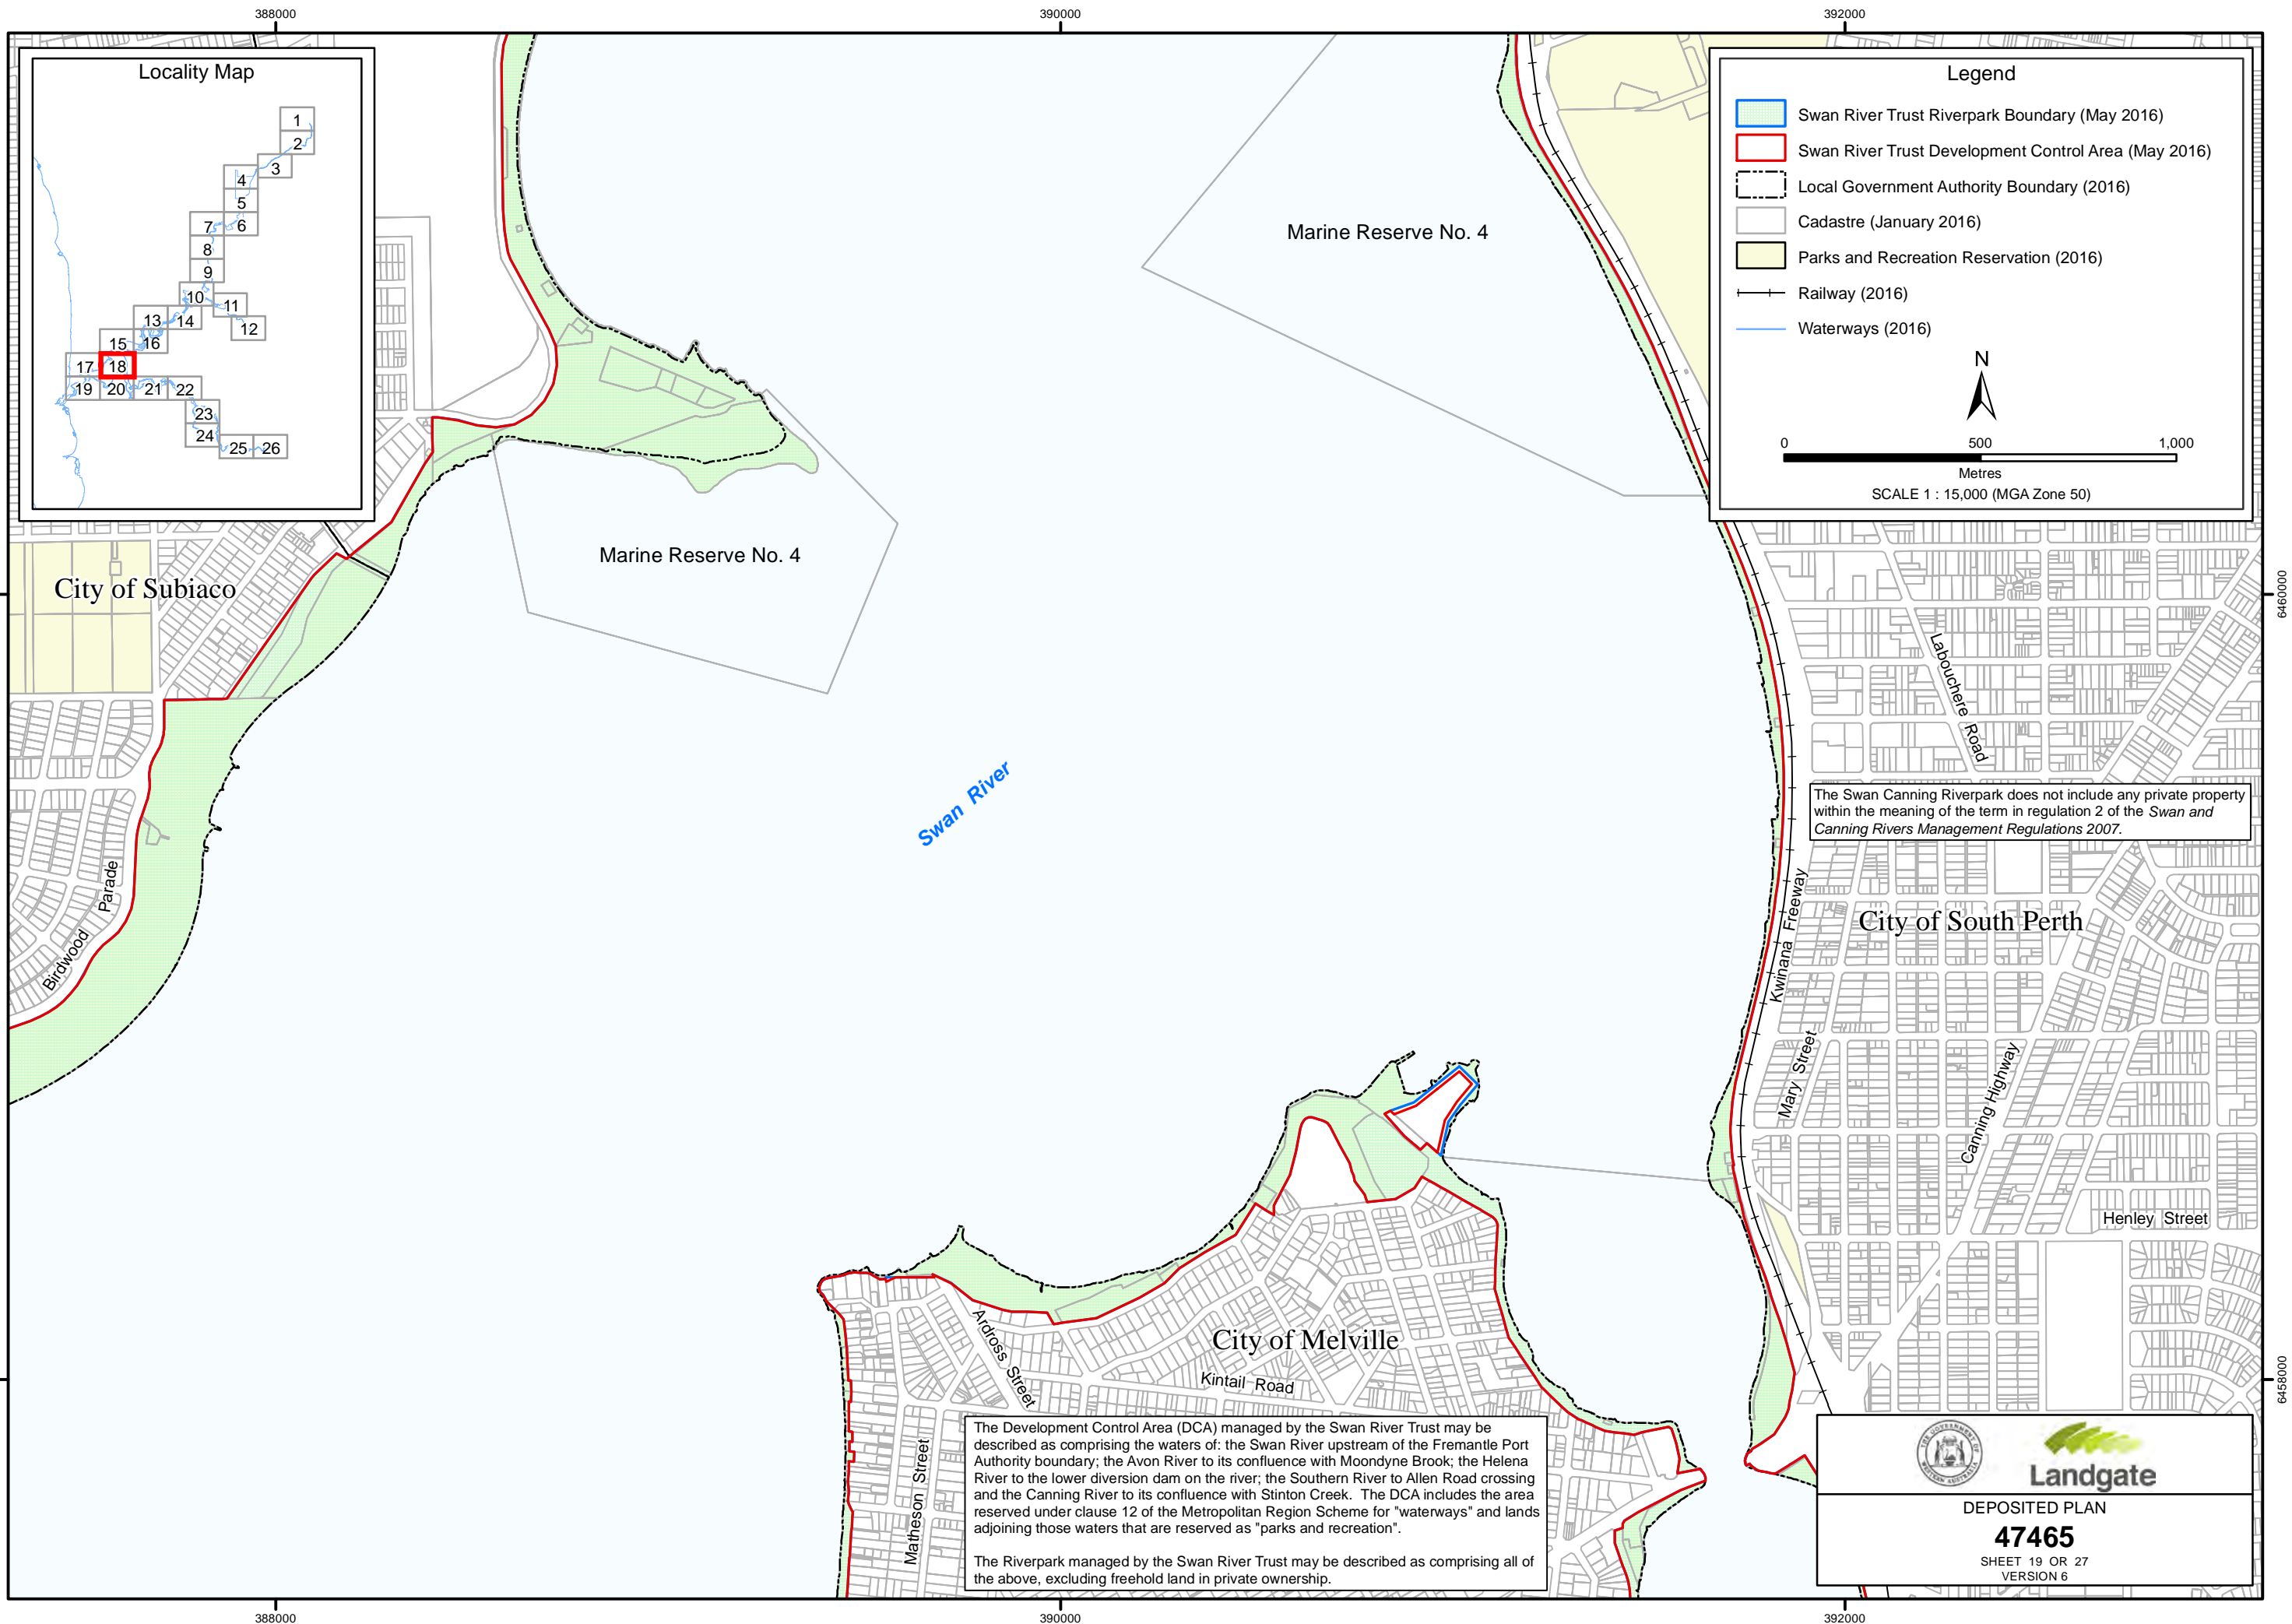 388000
390000
392000
Locality Map
1
2
3
4
5
6
7
8
9
10
11
12
13
14
15
16
17
18
19
20
21
22
23
24
25
26
Legend
Swan River Trust Riverpark Boundary (May 2016)
Swan River Trust Development Control Area (May 2016)
Local Government Authority Boundary (2016)
Cadastre (January 2016)
Parks and Recreation Reservation (2016)
Railway (2016)
Waterways (2016)
N
0
500
1,000
Metres
SCALE 1 : 15,000 (MGA Zone 50)
Marine Reserve No. 4
Marine Reserve No. 4
City of Subiaco
6460000
Labouchere Road
Swan River
The Swan Canning Riverpark does not include any private property
within the meaning of the term in regulation 2 of the Swan and
Canning Rivers Management Regulations 2007.
Birdwood Parade
Kwinana Freeway
City of South Perth
Mary Street
Canning Highway
Henley Street
City of Melville
Ardross Street
Kintail Road
Matheson Street
6458000
The Development Control Area (DCA) managed by the Swan River Trust may be
described as comprising the waters of: the Swan River upstream of the Fremantle Port
Authority boundary; the Avon River to its confluence with Moondyne Brook; the Helena
River to the lower diversion dam on the river; the Southern River to Allen Road crossing
and the Canning River to its confluence with Stinton Creek. The DCA includes the area
reserved under clause 12 of the Metropolitan Region Scheme for "waterways" and lands
adjoining those waters that are reserved as "parks and recreation".
The Riverpark managed by the Swan River Trust may be described as comprising all of
the above, excluding freehold land in private ownership.
THE GOVERNMENT OF
WESTERN AUSTRALIA
Landgate
DEPOSITED PLAN
47465
SHEET 19 OR 27
VERSION 6
388000
390000
392000